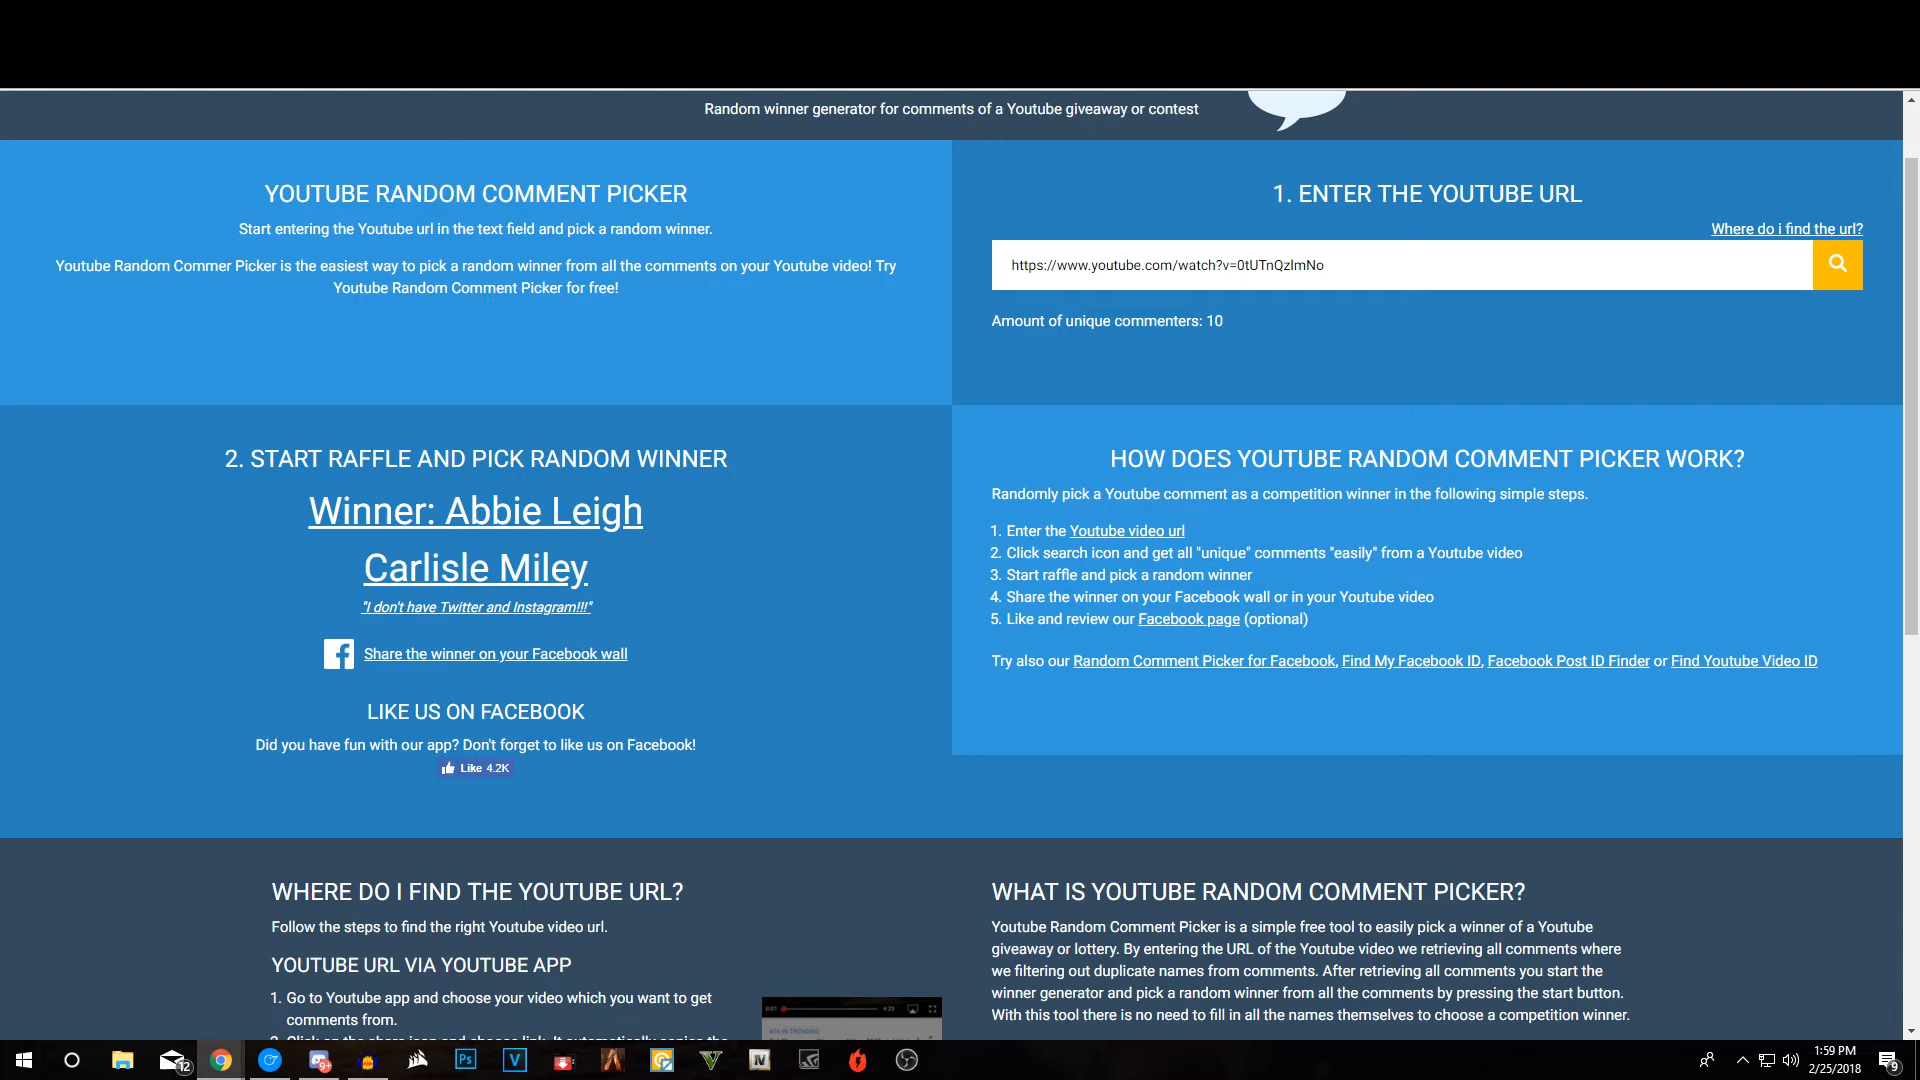 Random winner generator for comments of a Youtube giveaway or contest
YOUTUBE RANDOM COMMENT PICKER
Start entering the Youtube url in the text field and pick a random winner.
Youtube Random Commer Picker is the easiest way to pick a random winner from all the comments on your Youtube video! Try
Youtube Random Comment Picker for free!
1. ENTER THE YOUTUBE URL
Where do i find the url?
https://www.youtube.com/watch?v=0tUTnQzlmNo
Amount of unique commenters: 10
2. START RAFFLE AND PICK RANDOM WINNER
Winner: Abbie Leigh
Carlisle Miley
"I don't have Twitter and Instagram!!!"
Share the winner on your Facebook wall
LIKE US ON FACEBOOK
Did you have fun with our app? Don't forget to like us on Facebook!
Like 4.2K
HOW DOES YOUTUBE RANDOM COMMENT PICKER WORK?
Randomly pick a Youtube comment as a competition winner in the following simple steps.
1. Enter the Youtube video url
2. Click search icon and get all "unique" comments "easily" from a Youtube video
3. Start raffle and pick a random winner
4. Share the winner on your Facebook wall or in your Youtube video
5. Like and review our Facebook page (optional)
Try also our Random Comment Picker for Facebook, Find My Facebook ID, Facebook Post ID Finder or Find Youtube Video ID
WHERE DO I FIND THE YOUTUBE URL?
Follow the steps to find the right Youtube video url.
YOUTUBE URL VIA YOUTUBE APP
1. Go to Youtube app and choose your video which you want to get
comments from.
0:01
4:23
#16 IN TRENDING
WHAT IS YOUTUBE RANDOM COMMENT PICKER?
Youtube Random Comment Picker is a simple free tool to easily pick a winner of a Youtube
giveaway or lottery. By entering the URL of the Youtube video we retrieving all comments where
we filtering out duplicate names from comments. After retrieving all comments you start the
winner generator and pick a random winner from all the comments by pressing the start button.
With this tool there is no need to fill in all the names themselves to choose a competition winner.
12
9+
Ps
V
V
IV
1:59 PM
2/25/2018
9